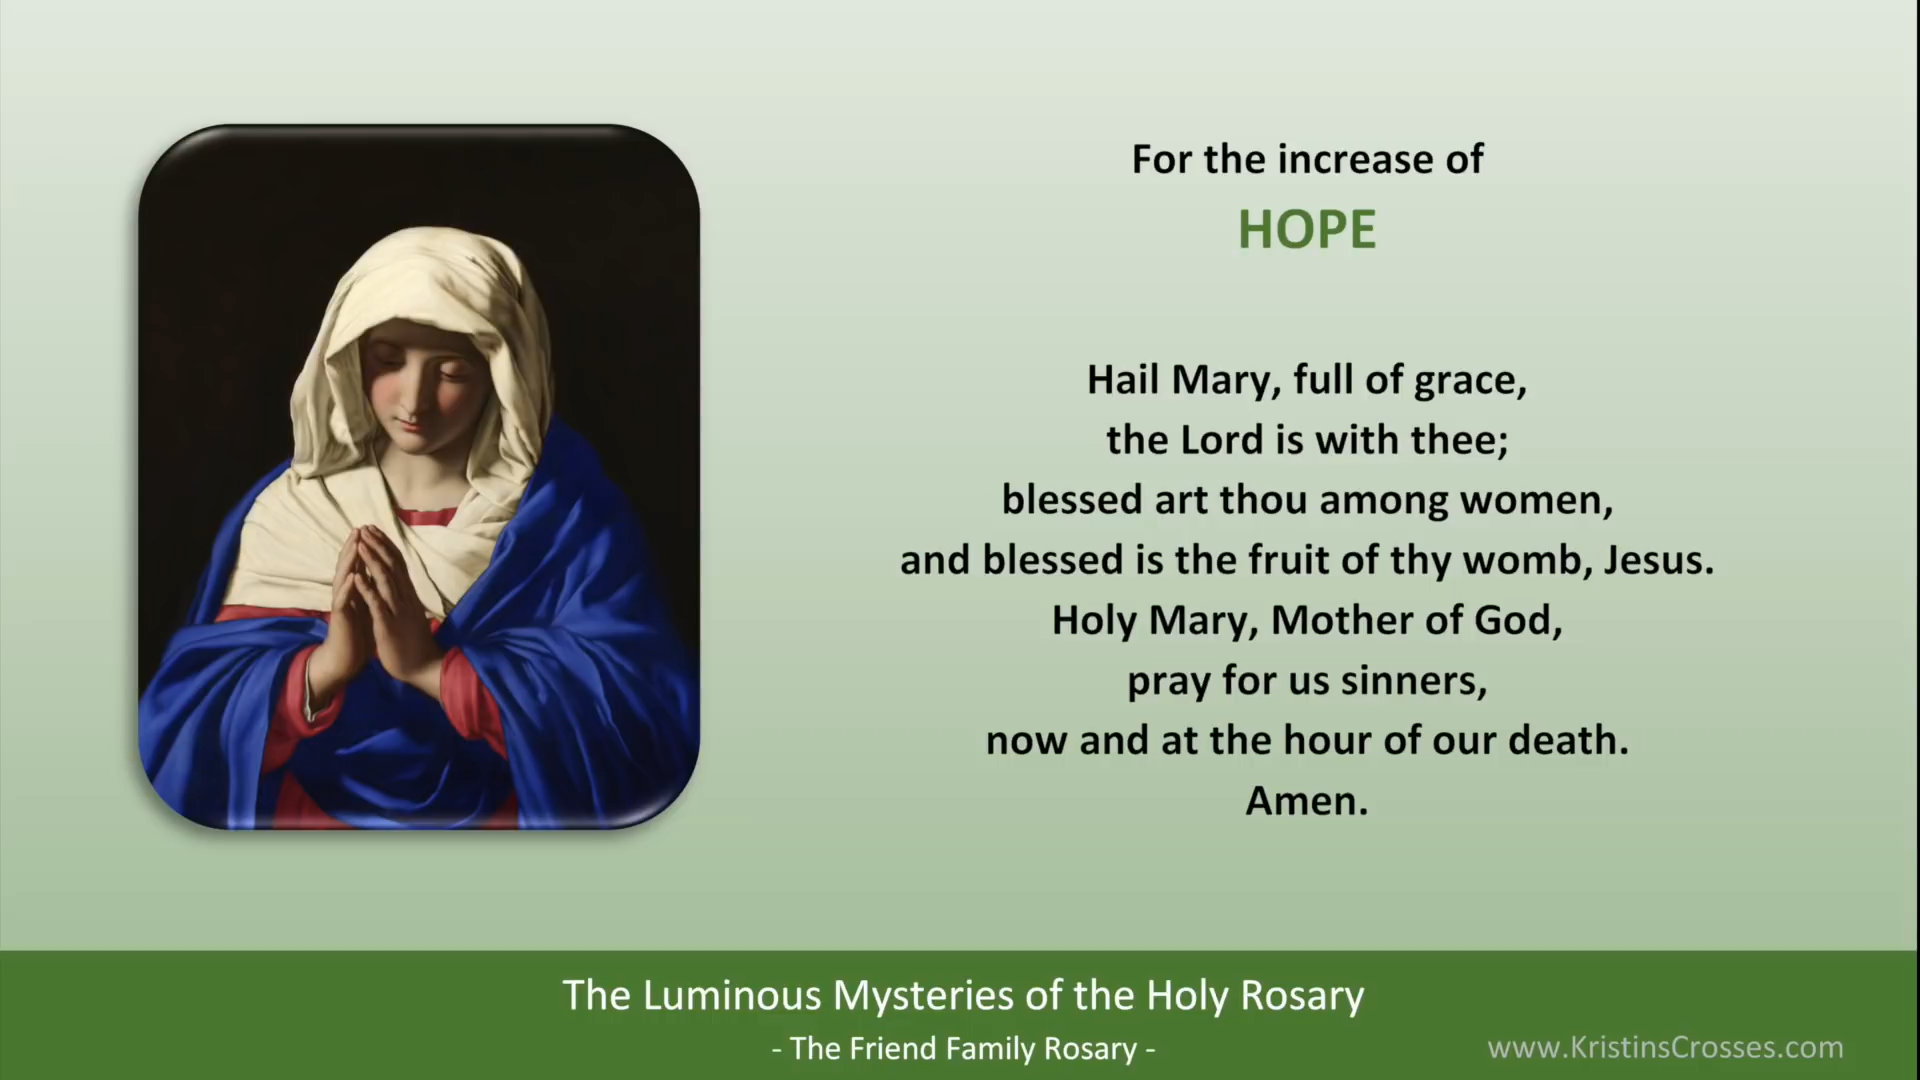 For the increase of
HOPE
Hail Mary, full of grace,
the Lord is with thee;
blessed art thou among women,
and blessed is the fruit of thy womb, Jesus.
Holy Mary, Mother of God,
pray for us sinners,
now and at the hour of our death.
Amen.
The Luminous Mysteries of the Holy Rosary
- The Friend Family Rosary -
www.KristinsCrosses.com